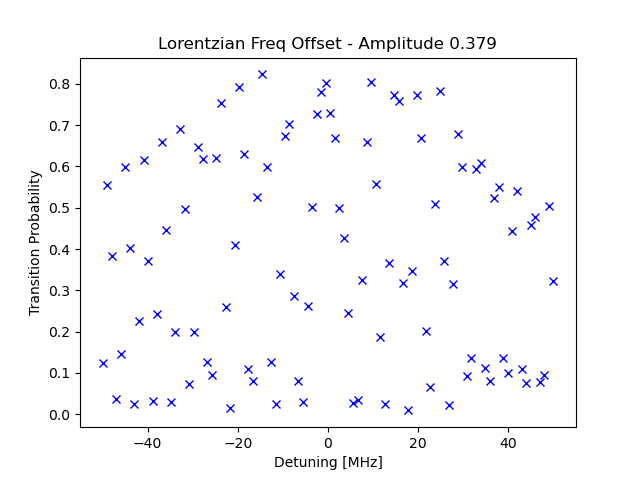 Lorentzian Freq Offset - Amplitude 0.379
Transition Probability
0.8
0.7
0.6
0.5
0.4
0.3
0.2
0.1
0.0
−40 −20 0 20 40
Detuning [MHz]